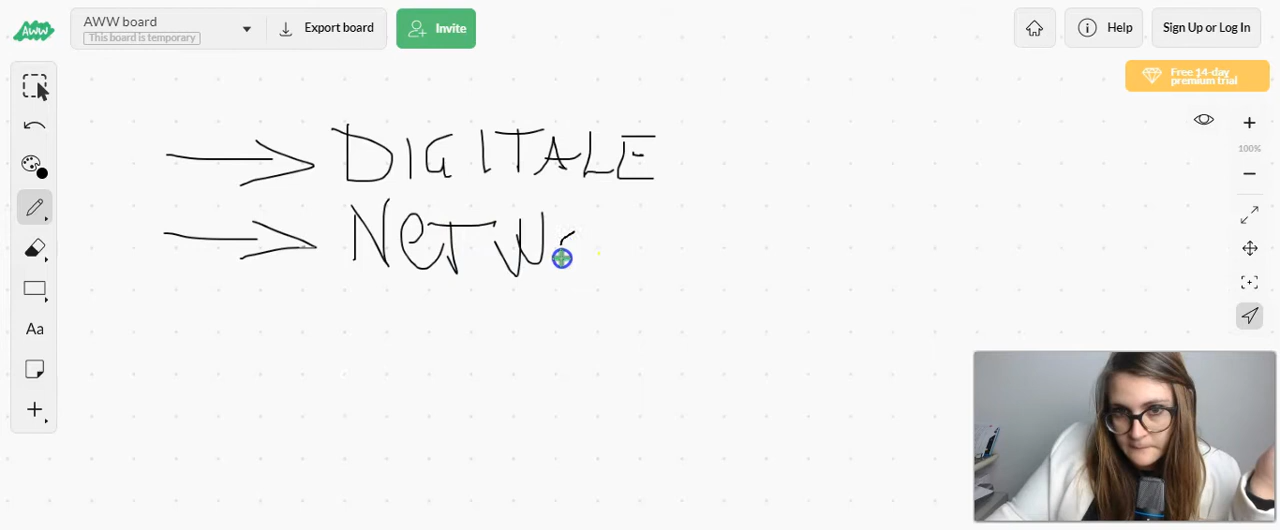 AWW
AWW board
This board is temporary
Export board
Invite
Help
Sign Up or Log In
Free 14-day
premium trial
100%
Aa
DIGITALE
NeTW